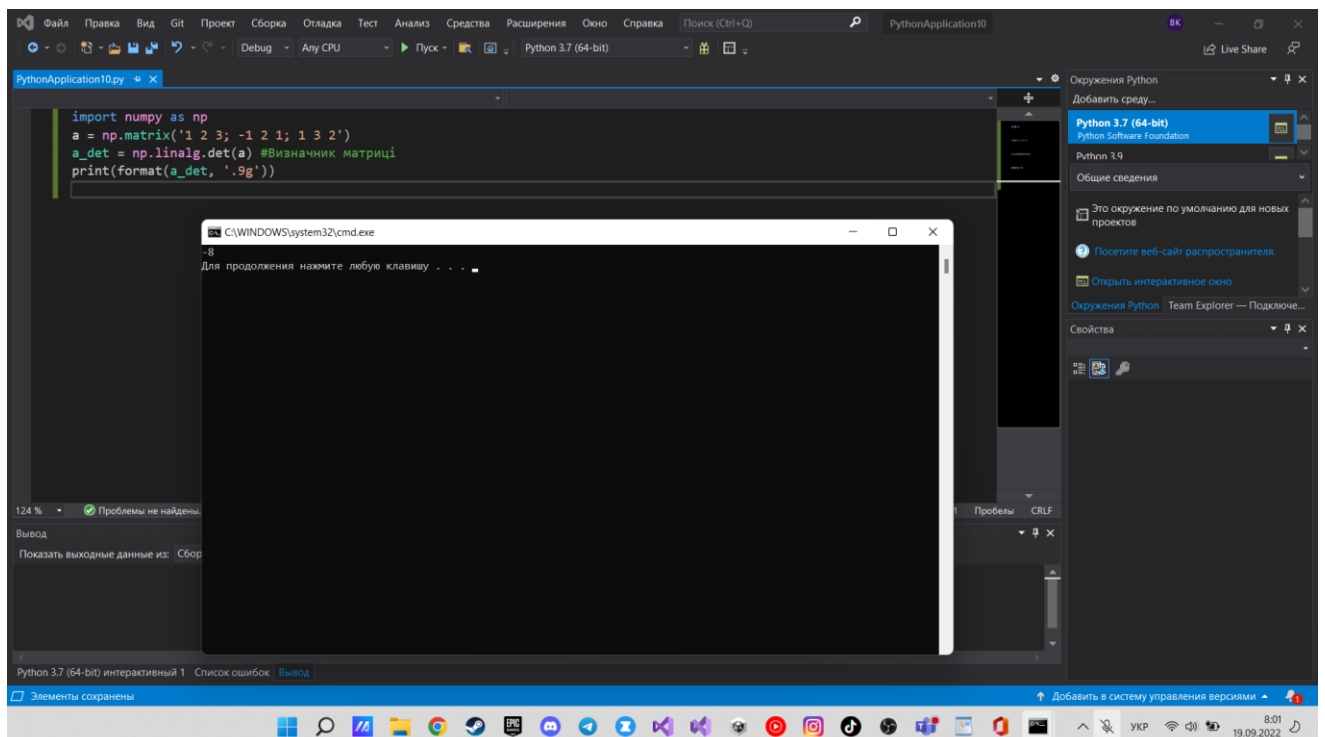 Файл Правка Вид Git Проект Сборка Отладка Тест Анализ Средства Расширения Окно Справка Поиск (Ctrl+Q) PythonApplication10 BK
Debug Any CPU Пуск Python 3.7 (64-bit) Live Share
PythonApplication10.py
import numpy as np
a = np.matrix('1 2 3; -1 2 1; 1 3 2')
a_det = np.linalg.det(a) #Визначник матриці
print(format(a_det, '.9g'))
C:\WINDOWS\system32\cmd.exe
-8
Для продолжения нажмите любую клавишу . . .
Окружения Python
Добавить среду...
Python 3.7 (64-bit)
Python Software Foundation
Python 3.9
Общие сведения
Это окружение по умолчанию для новых
проектов
Посетите веб-сайт распространителя.
Открыть интерактивное окно
Окружения Python Team Explorer — Подключе...
Свойства
124 % Проблемы не найдены. 1 Пробелы CRLF
Вывод
Показать выходные данные из: Сбор
Python 3.7 (64-bit) интерактивный 1 Список ошибок Вывод
Элементы сохранены Добавить в систему управления версиями
УКР 8:01
19.09.2022